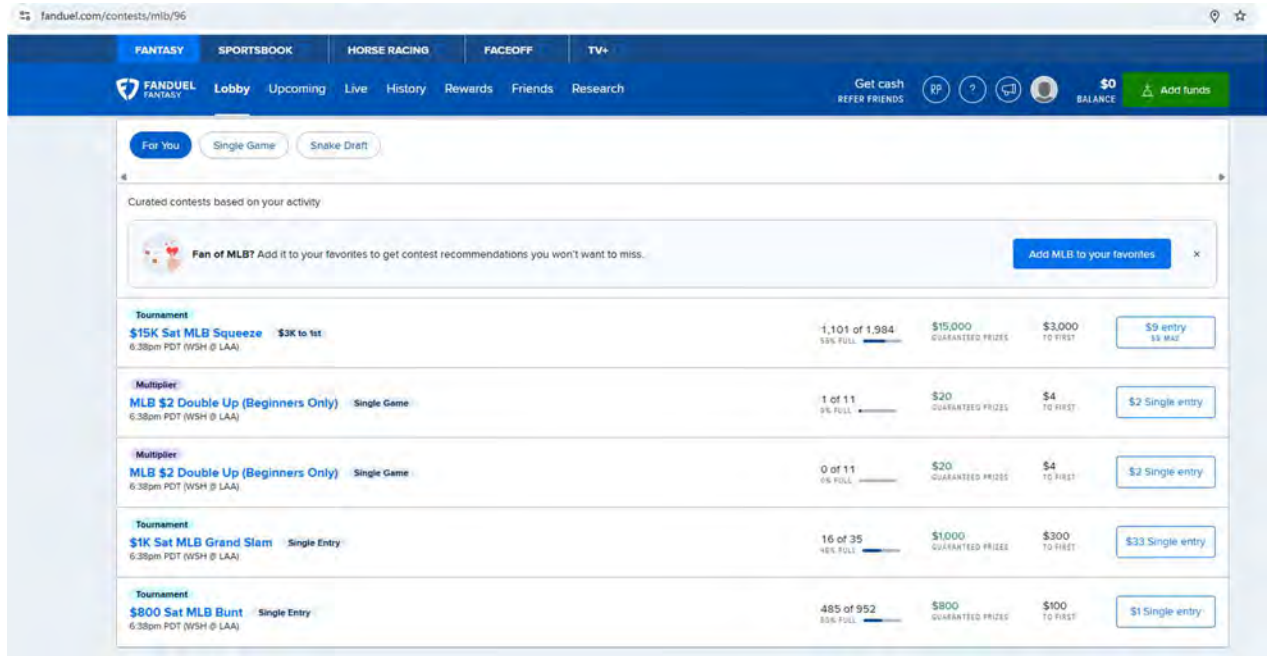 fanduel.com/contests/mlb/96
FANTASY SPORTSBOOK HORSE RACING FACEOFF TV+
FANDUEL FANTASY Lobby Upcoming Live History Rewards Friends Research Get cash REFER FRIENDS RP ? $0 BALANCE Add funds
For You Single Game Snake Draft
Curated contests based on your activity
Fan of MLB? Add it to your favorites to get contest recommendations you won't want to miss. Add MLB to your favorites ×
Tournament
$15K Sat MLB Squeeze $3K to 1st 1,101 of 1,984 $15,000 $3,000 $9 entry
6:38pm PDT (WSH @ LAA) FULL GUARANTEED PRIZES TO FIRST MAX
Multiplier
MLB $2 Double Up (Beginners Only) Single Game 1 of 11 $20 $4 $2 Single entry
6:38pm PDT (WSH @ LAA) 9% FULL GUARANTEED PRIZES TO FIRST
Multiplier
MLB $2 Double Up (Beginners Only) Single Game 0 of 11 $20 $4 $2 Single entry
6:38pm PDT (WSH @ LAA) 0% FULL GUARANTEED PRIZES TO FIRST
Tournament
$1K Sat MLB Grand Slam Single Entry 16 of 35 $1,000 $300 $33 Single entry
6:38pm PDT (WSH @ LAA) FULL GUARANTEED PRIZES TO FIRST
Tournament
$800 Sat MLB Bunt Single Entry 485 of 952 $800 $100 $1 Single entry
6:38pm PDT (WSH @ LAA) FULL GUARANTEED PRIZES TO FIRST